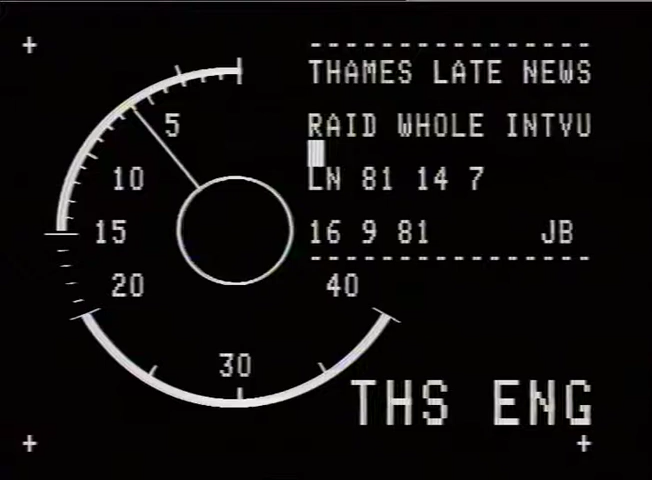 THAMES LATE NEWS
RAID WHOLE INTVU
LN 81 14 7
16 9 81 JB
5
10
15
20
30
40
THS ENG